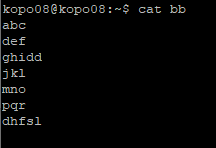 kopo08@kopo08:~$ cat bb
abc
def
ghidd
jkl
mno
pqr
dhfsl